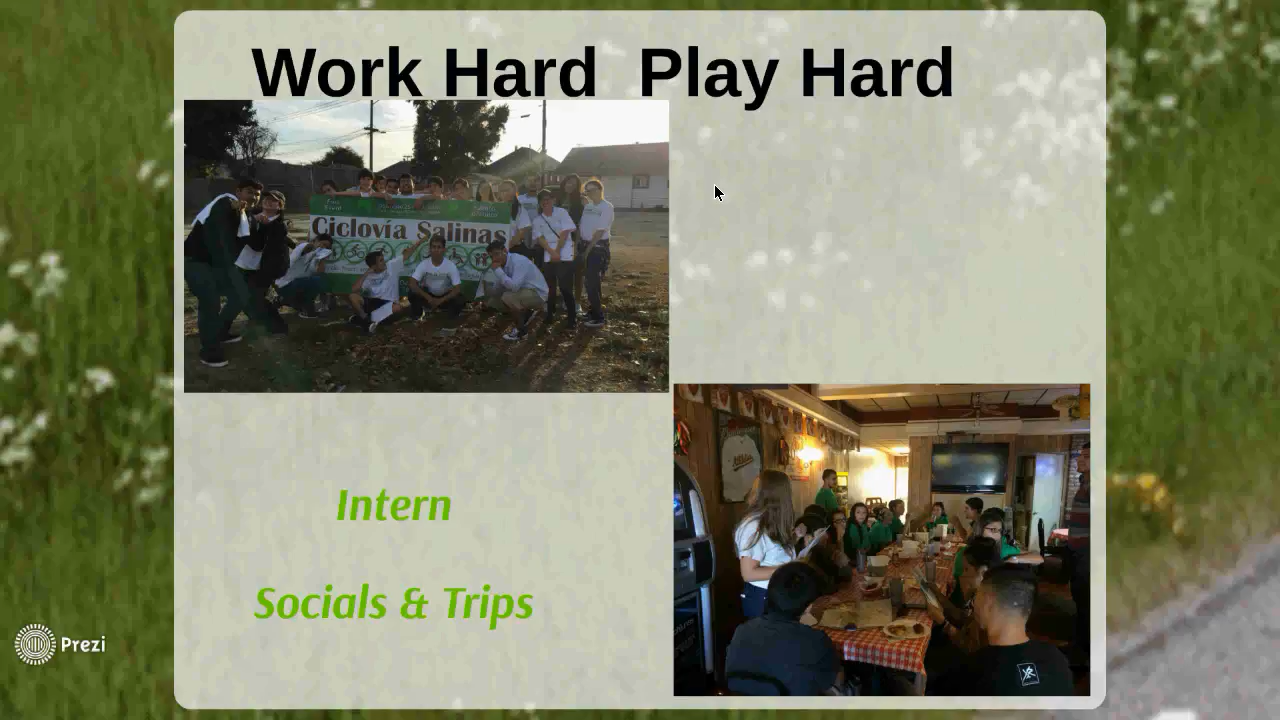 Work Hard  Play Hard
Ciclovía Salinas
Intern
Socials & Trips
Prezi